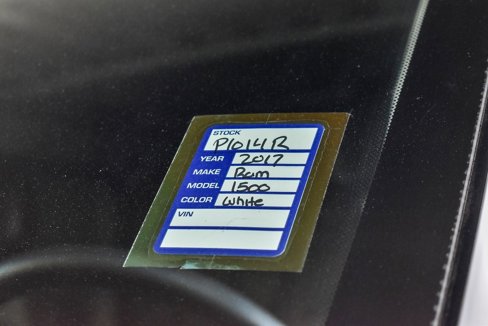 STOCK
P1014R
YEAR 2017
MAKE Ram
MODEL 1500
COLOR White
VIN